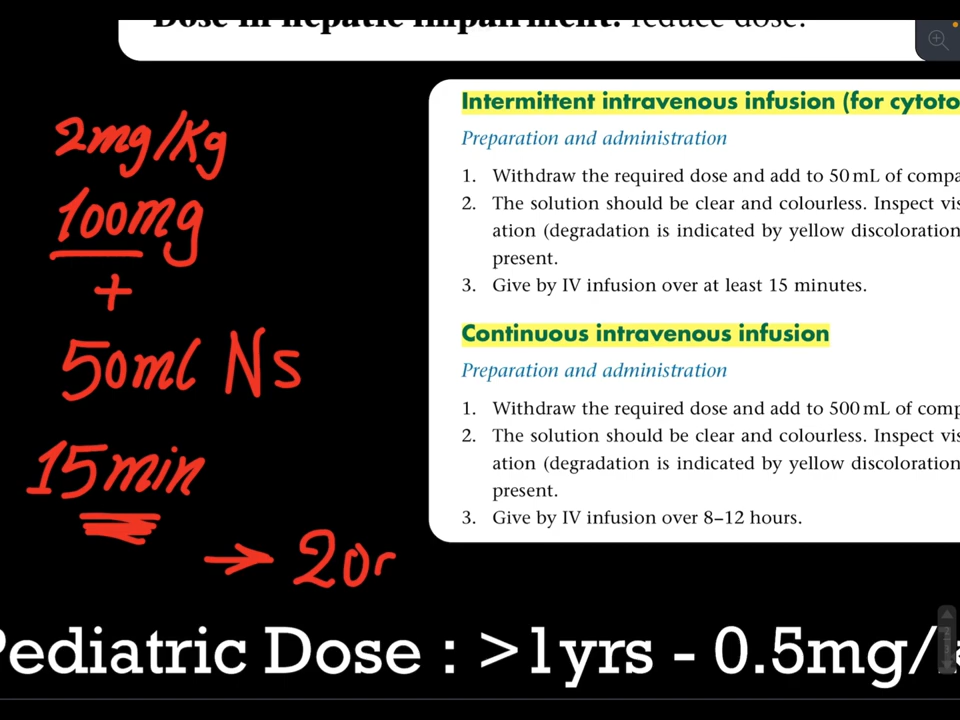 Dose in hepatic impairment: reduce dose.
2mg/Kg
100mg
+
50ml Ns
15min
→ 20
Intermittent intravenous infusion (for cytoto
Preparation and administration
1. Withdraw the required dose and add to 50 mL of compa
2. The solution should be clear and colourless. Inspect vis
ation (degradation is indicated by yellow discoloration
present.
3. Give by IV infusion over at least 15 minutes.
Continuous intravenous infusion
Preparation and administration
1. Withdraw the required dose and add to 500 mL of comp
2. The solution should be clear and colourless. Inspect vis
ation (degradation is indicated by yellow discoloration
present.
3. Give by IV infusion over 8–12 hours.
Pediatric Dose : >1yrs - 0.5mg/